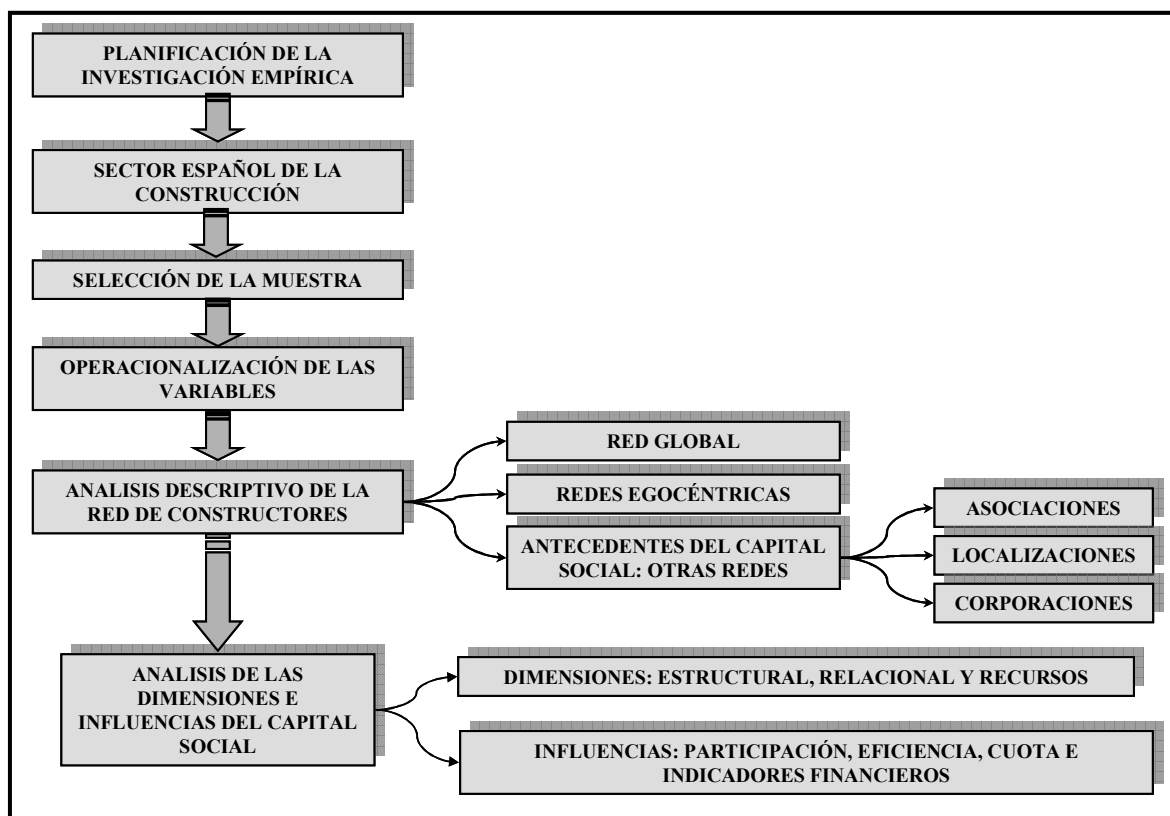 PLANIFICACIÓN DE LA
INVESTIGACIÓN EMPÍRICA
SECTOR ESPAÑOL DE LA
CONSTRUCCIÓN
SELECCIÓN DE LA MUESTRA
OPERACIONALIZACIÓN DE LAS
VARIABLES
ANALISIS DESCRIPTIVO DE LA
RED DE CONSTRUCTORES
RED GLOBAL
REDES EGOCÉNTRICAS
ANTECEDENTES DEL CAPITAL
SOCIAL: OTRAS REDES
ASOCIACIONES
LOCALIZACIONES
CORPORACIONES
ANALISIS DE LAS
DIMENSIONES E
INFLUENCIAS DEL CAPITAL
SOCIAL
DIMENSIONES: ESTRUCTURAL, RELACIONAL Y RECURSOS
INFLUENCIAS: PARTICIPACIÓN, EFICIENCIA, CUOTA E
INDICADORES FINANCIEROS